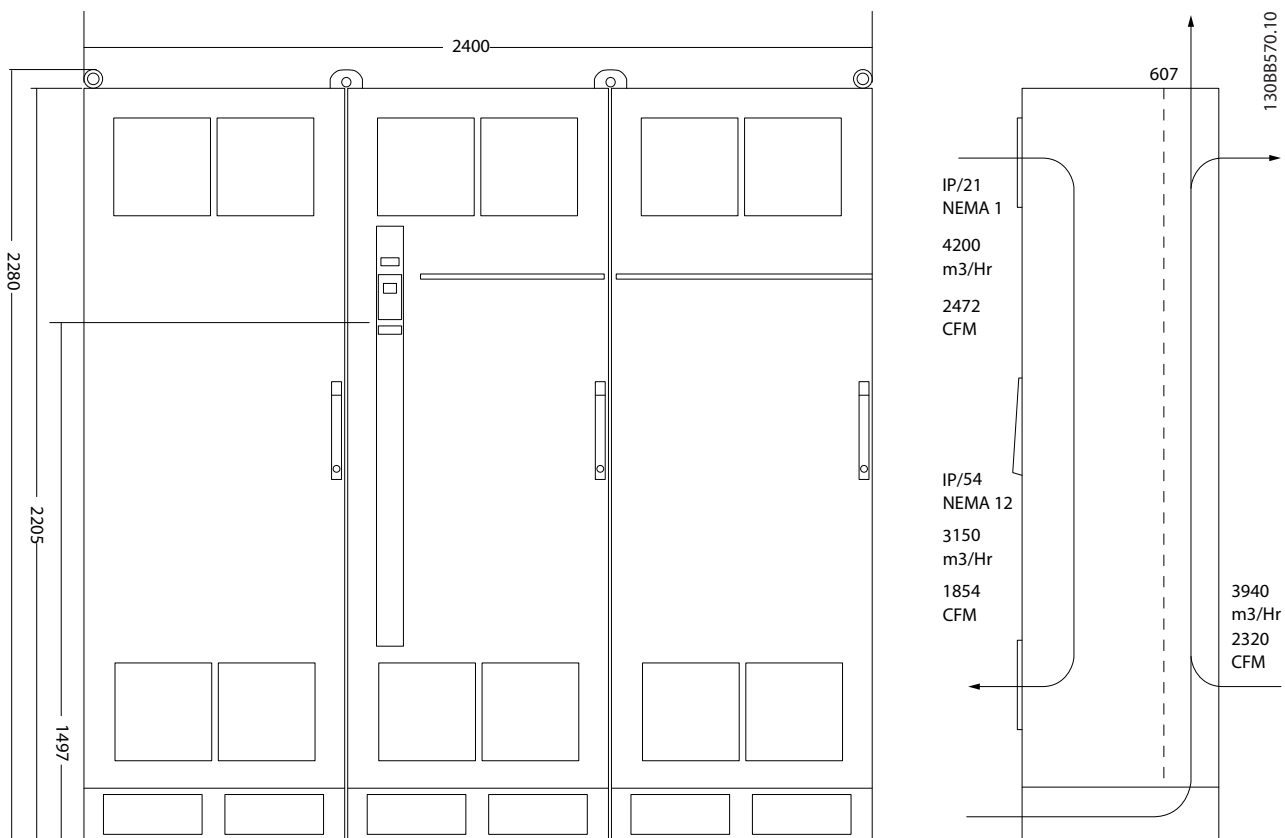 2400
2280
2205
1497
607
130BB570.10
IP/21
NEMA 1
4200
m3/Hr
2472
CFM
IP/54
NEMA 12
3150
m3/Hr
1854
CFM
3940
m3/Hr
2320
CFM